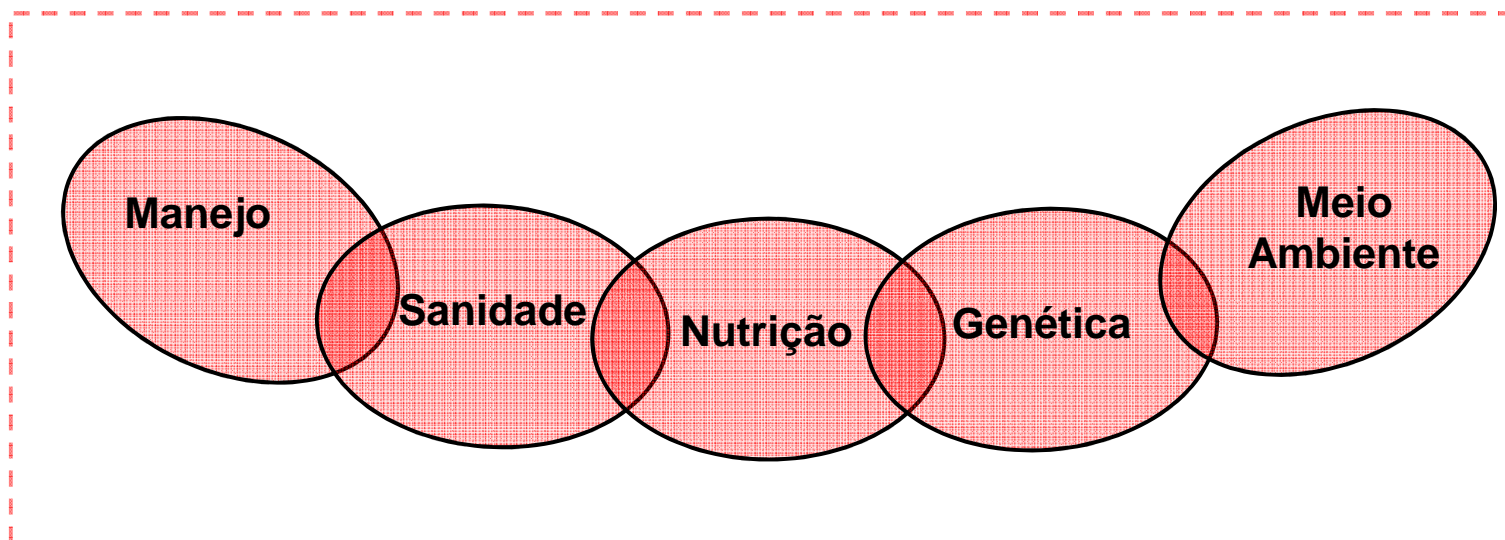 Manejo
Sanidade
Nutrição
Genética
Meio
Ambiente